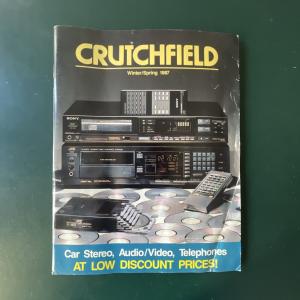 CRUTCHFIELD
Winter/Spring 1987
SONY
Car Stereo, Audio/Video, Telephones
AT LOW DISCOUNT PRICES!